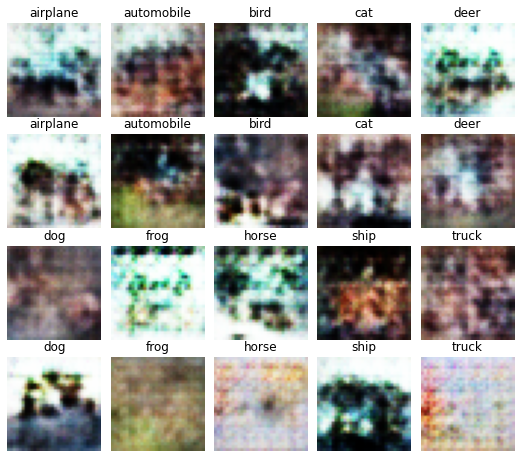 airplane automobile bird cat deer
airplane automobile bird cat deer
dog frog horse ship truck
dog frog horse ship truck